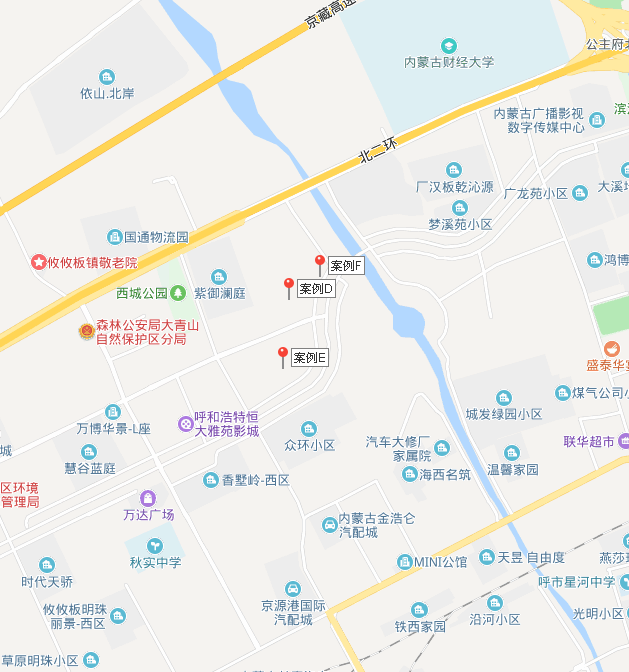 京藏高速
公主府
内蒙古财经大学
依山.北岸
内蒙古广播影视
数字传媒中心
北二环
厂汉板乾沁源
广龙苑小区
大溪
梦溪苑小区
国通物流园
攸攸板镇敬老院
案例F
鸿博
紫御澜庭
案例D
西城公园
森林公安局大青山
自然保护区分局
案例E
盛泰华
煤气公司
城发绿园小区
呼和浩特恒
大雅苑影城
万博华景-L座
众环小区
汽车大修厂
家属院
联华超市
城
慧谷蓝庭
温馨家园
海西名筑
香墅岭-西区
区环境
管理局
万达广场
内蒙古金浩仑
汽配城
秋实中学
MINI公馆
天昱 自由度
燕莎
时代天骄
呼市星河中学
京源港国际
汽配城
沿河小区
攸攸板明珠
丽景-西区
光明小区
铁西家园
草原明珠小区